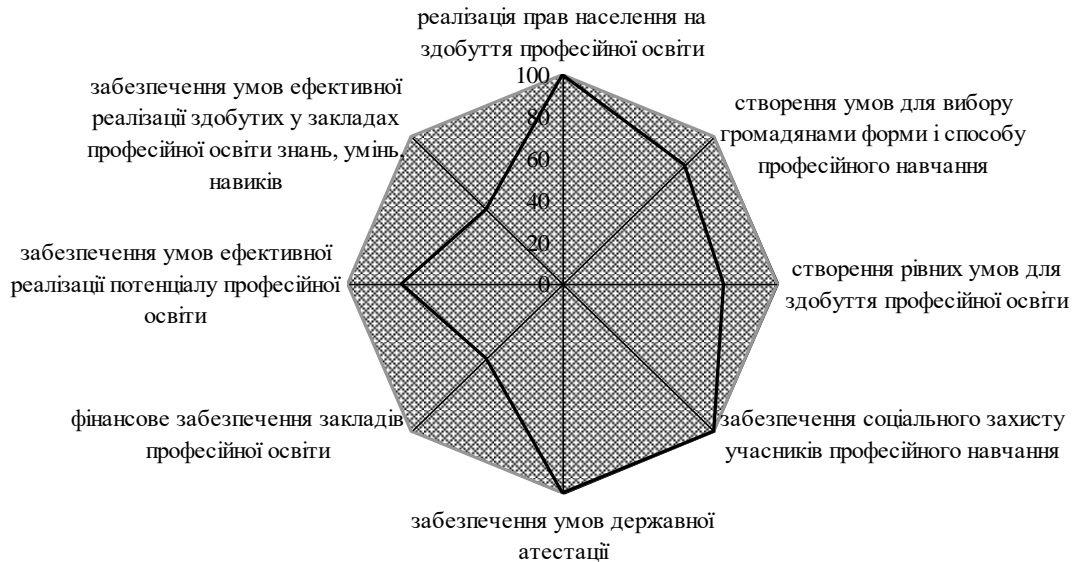 реалізація прав населення на
здобуття професійної освіти
створення умов для вибору
громадянами форми і способу
професійного навчання
створення рівних умов для
здобуття професійної освіти
забезпечення соціального захисту
учасників професійного навчання
забезпечення умов державної
атестації
фінансове забезпечення закладів
професійної освіти
забезпечення умов ефективної
реалізації потенціалу професійної
освіти
забезпечення умов ефективної
реалізації здобутих у закладах
професійної освіти знань, умінь,
навиків
100
80
60
40
20
0